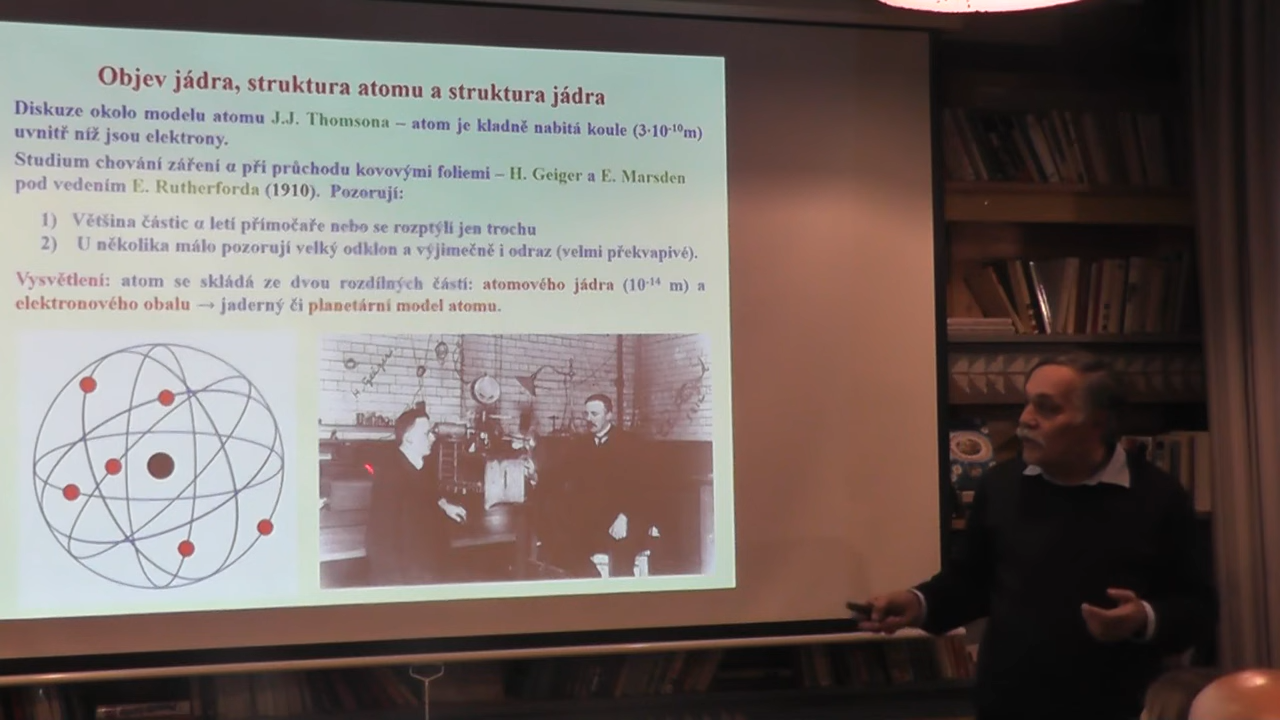 Objev jádra, struktura atomu a struktura jádra
Diskuze okolo modelu atomu J.J. Thomsona – atom je kladně nabitá koule (3·10⁻¹⁰m)
uvnitř níž jsou elektrony.
Studium chování záření α při průchodu kovovými foliemi – H. Geiger a E. Marsden
pod vedením E. Rutherforda (1910). Pozorují:
1) Většina částic α letí přímočaře nebo se rozptýlí jen trochu
2) U několika málo pozorují velký odklon a výjimečně i odraz (velmi překvapivé).
Vysvětlení: atom se skládá ze dvou rozdílných částí: atomového jádra (10⁻¹⁴ m) a
elektronového obalu → jaderný či planetární model atomu.